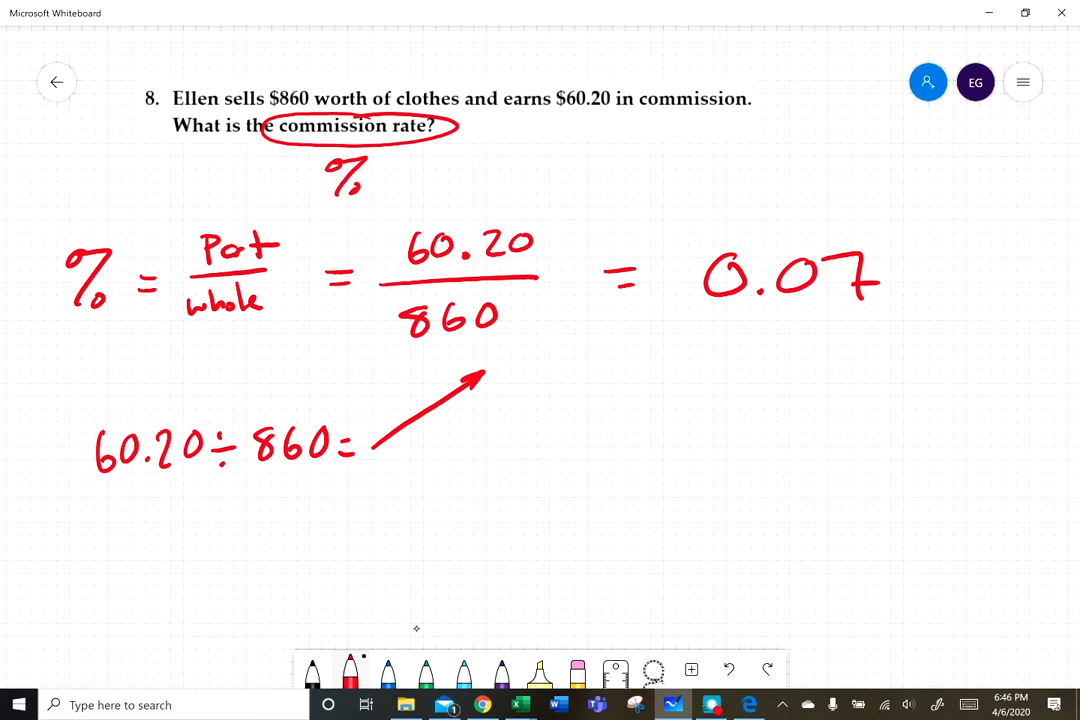 Microsoft Whiteboard
EG
8. Ellen sells $860 worth of clothes and earns $60.20 in commission.
What is the commission rate?
%
% = Part / whole = 60.20 / 860 = 0.07
60.20 ÷ 860 =
Type here to search
1
6:46 PM
4/6/2020